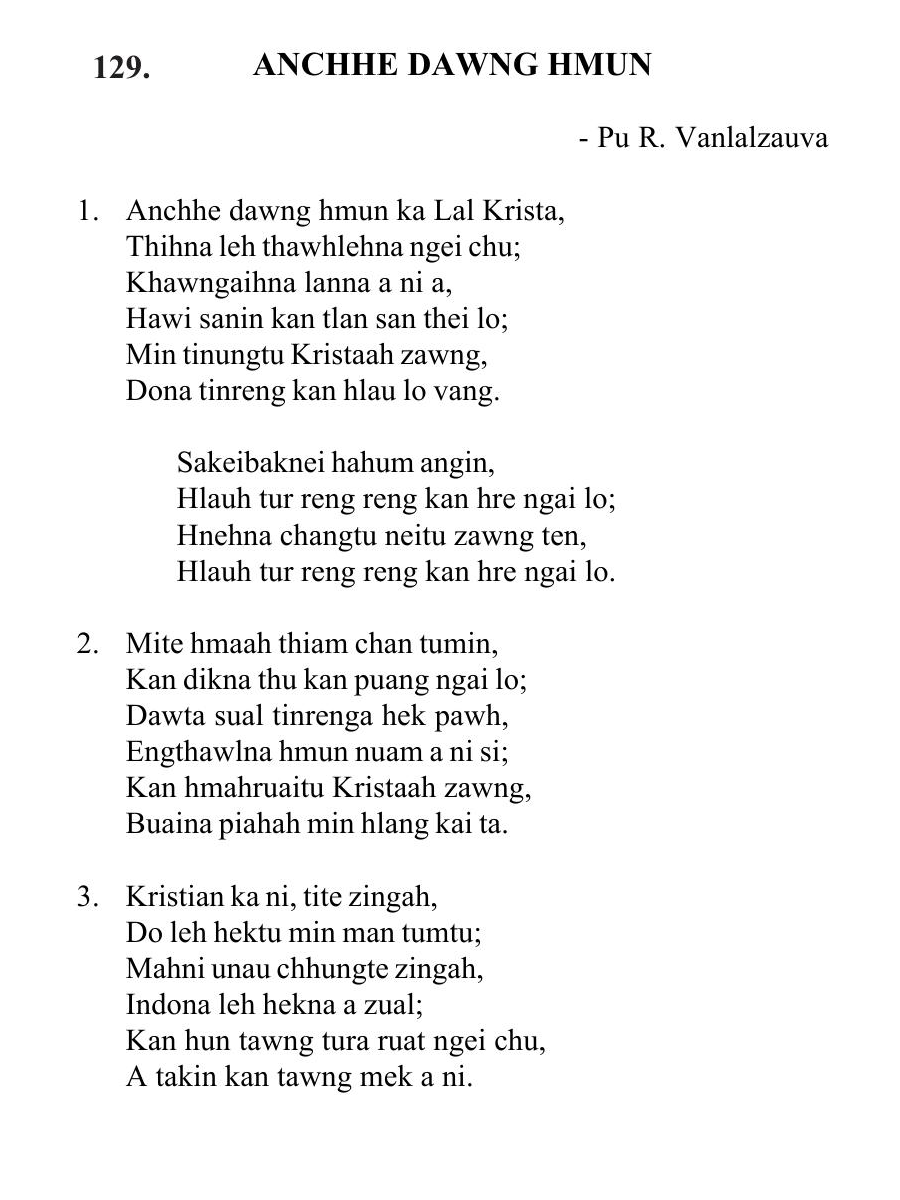 129. ANCHHE DAWNG HMUN
- Pu R. Vanlalzauva
1. Anchhe dawng hmun ka Lal Krista,
Thihna leh thawhlehna ngei chu;
Khawngaihna lanna a ni a,
Hawi sanin kan tlan san thei lo;
Min tinungtu Kristaah zawng,
Dona tinreng kan hlau lo vang.
Sakeibaknei hahum angin,
Hlauh tur reng reng kan hre ngai lo;
Hnehna changtu neitu zawng ten,
Hlauh tur reng reng kan hre ngai lo.
2. Mite hmaah thiam chan tumin,
Kan dikna thu kan puang ngai lo;
Dawta sual tinrenga hek pawh,
Engthawlna hmun nuam a ni si;
Kan hmahruaitu Kristaah zawng,
Buaina piahah min hlang kai ta.
3. Kristian ka ni, tite zingah,
Do leh hektu min man tumtu;
Mahni unau chhungte zingah,
Indona leh hekna a zual;
Kan hun tawng tura ruat ngei chu,
A takin kan tawng mek a ni.